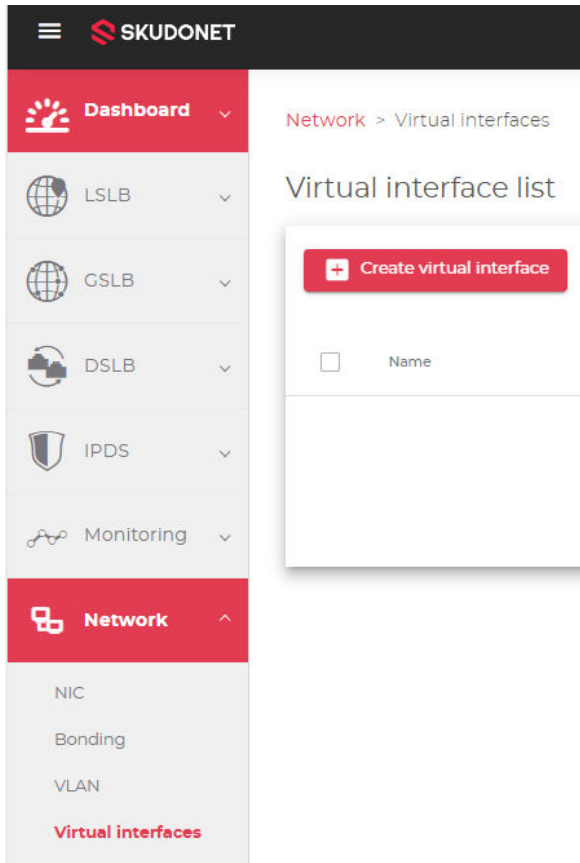 SKUDONET
Dashboard
Network > Virtual interfaces
LSLB
Virtual interface list
Create virtual interface
GSLB
Name
DSLB
IPDS
Monitoring
Network
NIC
Bonding
VLAN
Virtual interfaces